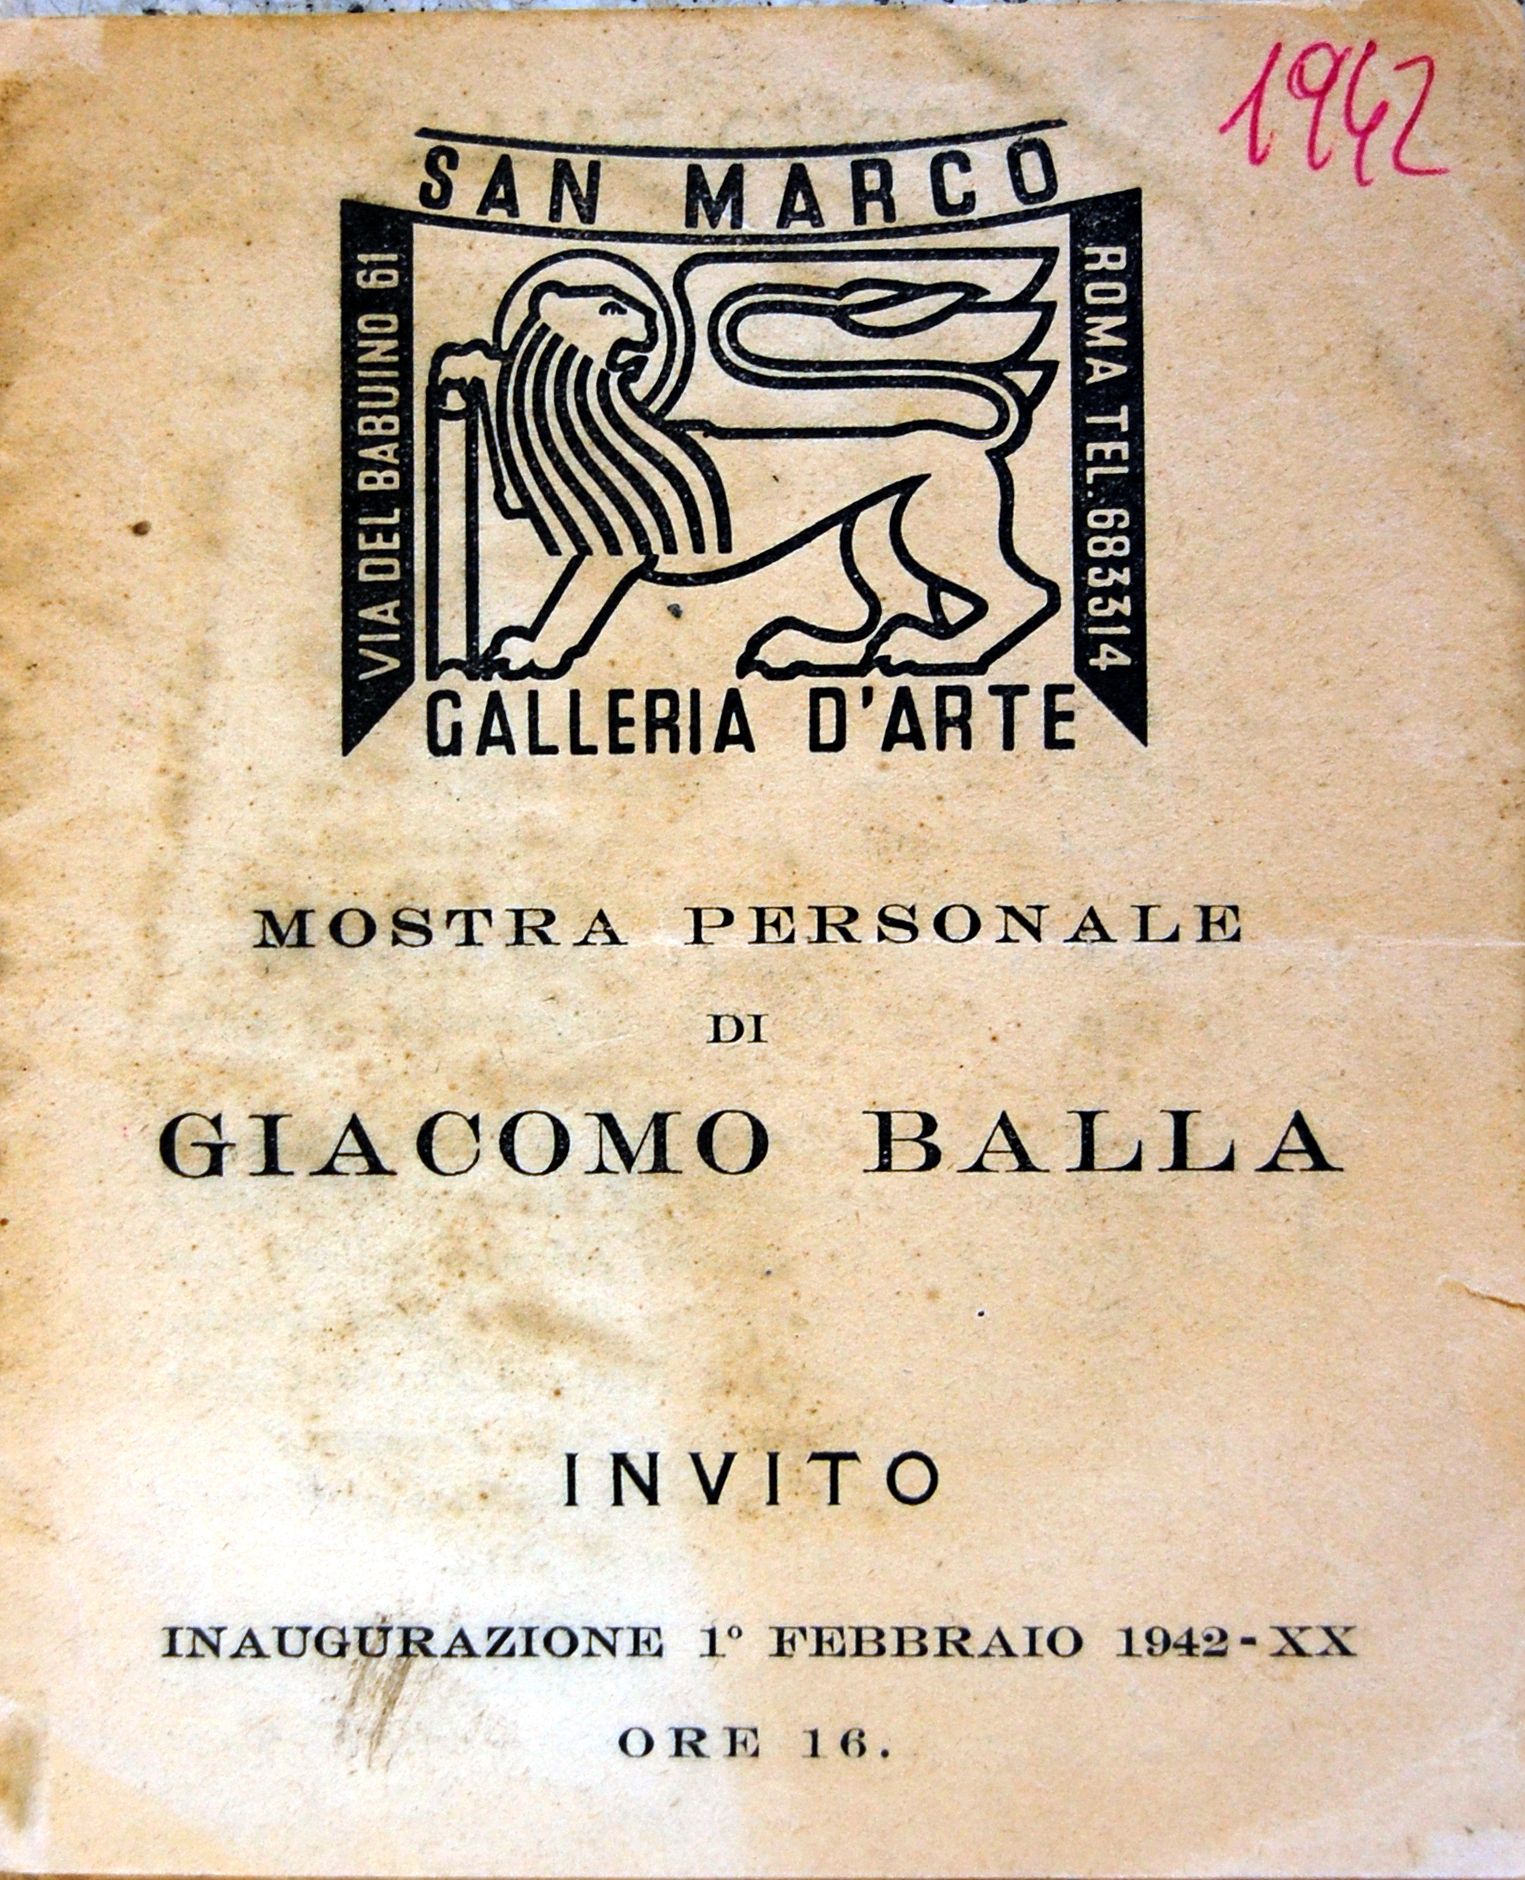 1942
SAN MARCO
VIA DEL BABUINO 61
ROMA TEL. 683314
GALLERIA D'ARTE
MOSTRA PERSONALE
DI
GIACOMO BALLA
INVITO
INAUGURAZIONE 1º FEBBRAIO 1942-XX
ORE 16.